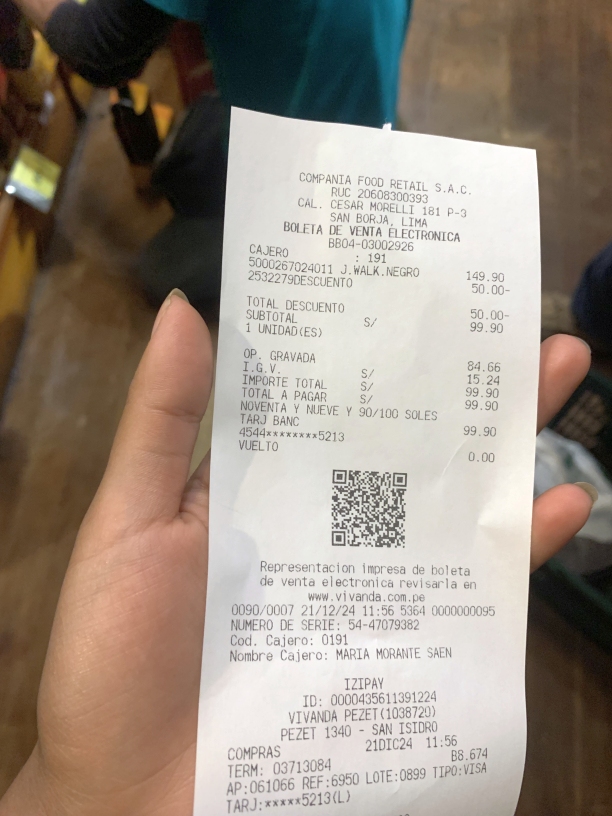 COMPANIA FOOD RETAIL S.A.C.
RUC 20608300393
CAL. CESAR MORELLI 181 P-3
SAN BORJA, LIMA
BOLETA DE VENTA ELECTRONICA
BB04-03002926
CAJERO : 191
5000267024011 J.WALK.NEGRO 149.90
2532279DESCUENTO 50.00-
TOTAL DESCUENTO 50.00-
SUBTOTAL S/ 99.90
1 UNIDAD(ES)
OP. GRAVADA 84.66
I.G.V. S/ 15.24
IMPORTE TOTAL S/ 99.90
TOTAL A PAGAR S/ 99.90
NOVENTA Y NUEVE Y 90/100 SOLES
TARJ BANC 99.90
4544********5213
VUELTO 0.00
Representacion impresa de boleta
de venta electronica revisarla en
www.vivanda.com.pe
0090/0007 21/12/24 11:56 5364 0000000095
NUMERO DE SERIE: 54-47079382
Cod. Cajero: 0191
Nombre Cajero: MARIA MORANTE SAEN
IZIPAY
ID: 0000435611391224
VIVANDA PEZET(1038720)
PEZET 1340 - SAN ISIDRO
COMPRAS 21DIC24 11:56
TERM: 03713084 B8.674
AP:061066 REF:6950 LOTE:0899 TIPO:VISA
TARJ:*****5213(L)